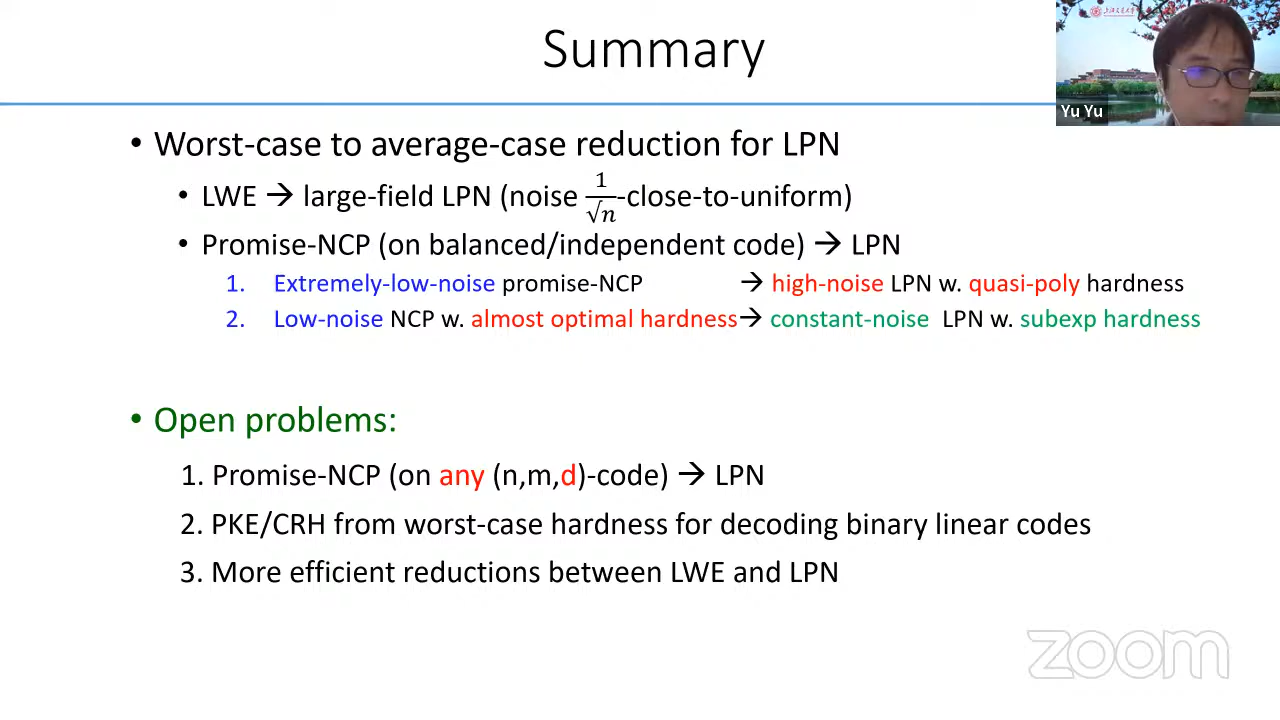 Summary
Yu Yu
• Worst-case to average-case reduction for LPN
• LWE → large-field LPN (noise 1/√n-close-to-uniform)
• Promise-NCP (on balanced/independent code) → LPN
1. Extremely-low-noise promise-NCP → high-noise LPN w. quasi-poly hardness
2. Low-noise NCP w. almost optimal hardness→ constant-noise LPN w. subexp hardness
• Open problems:
1. Promise-NCP (on any (n,m,d)-code) → LPN
2. PKE/CRH from worst-case hardness for decoding binary linear codes
3. More efficient reductions between LWE and LPN
zoom